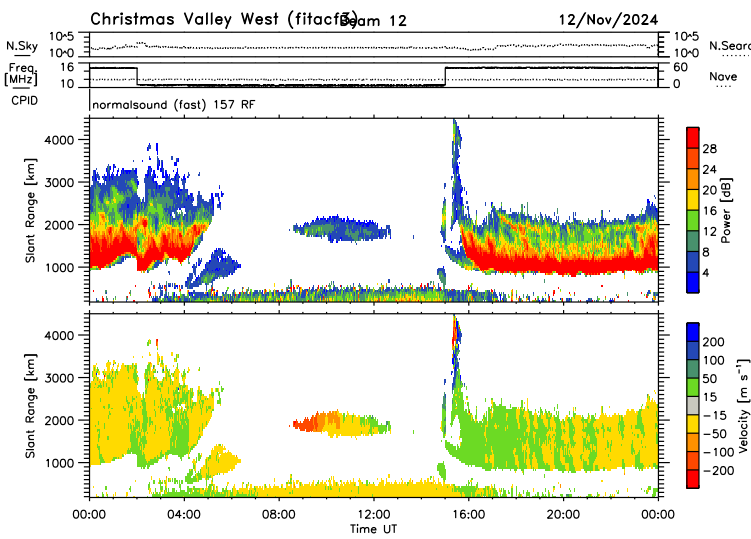 Christmas Valley West (fitacf3) Beam 12 12/Nov/2024
N.Sky 10^5 10^0 10^5 10^0 N.Sear
Freq. [MHz] 16 8 60 0 Nave
CPID normalsound (fast) 157 RF
Slant Range [km] 4000 3000 2000 1000
Power [dB] 28 24 20 16 12 8 4
Slant Range [km] 4000 3000 2000 1000
Velocity [m s⁻¹] 200 100 50 15 -15 -50 -100 -200
00:00 04:00 08:00 12:00 16:00 20:00 00:00
Time UT